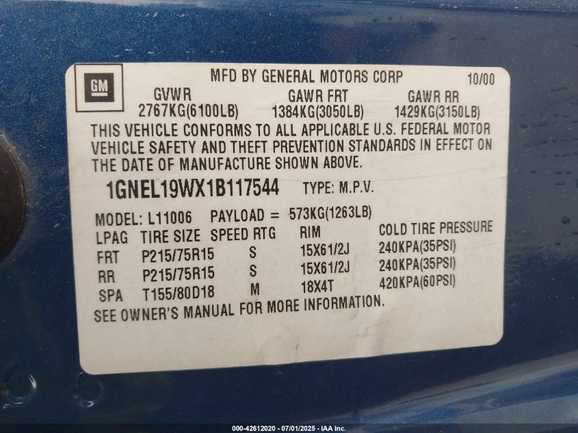 GM
MFD BY GENERAL MOTORS CORP 10/00
GVWR GAWR FRT GAWR RR
2767KG(6100LB) 1384KG(3050LB) 1429KG(3150LB)
THIS VEHICLE CONFORMS TO ALL APPLICABLE U.S. FEDERAL MOTOR
VEHICLE SAFETY AND THEFT PREVENTION STANDARDS IN EFFECT ON
THE DATE OF MANUFACTURE SHOWN ABOVE.
1GNEL19WX1B117544 TYPE: M.P.V.
MODEL: L11006 PAYLOAD = 573KG(1263LB)
LPAG TIRE SIZE SPEED RTG RIM COLD TIRE PRESSURE
FRT P215/75R15 S 15X61/2J 240KPA(35PSI)
RR P215/75R15 S 15X61/2J 240KPA(35PSI)
SPA T155/80D18 M 18X4T 420KPA(60PSI)
SEE OWNER'S MANUAL FOR MORE INFORMATION.
000-42612020 - 07/01/2025 - IAA Inc.